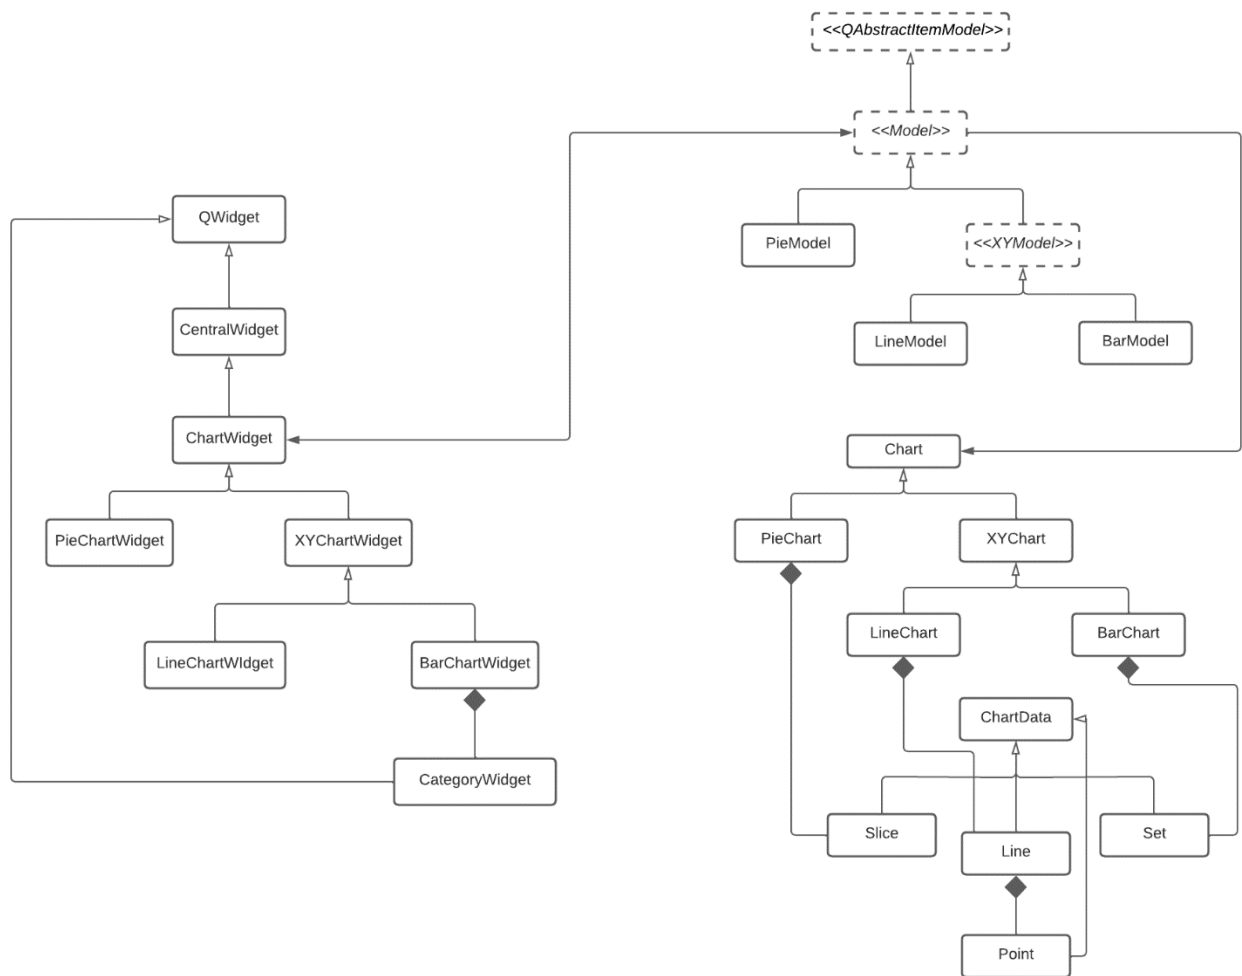 <<QAbstractItemModel>>
<<Model>>
QWidget
PieModel
<<XYModel>>
CentralWidget
LineModel
BarModel
ChartWidget
Chart
PieChartWidget
XYChartWidget
PieChart
XYChart
LineChartWIdget
BarChartWidget
LineChart
BarChart
ChartData
CategoryWidget
Slice
Line
Set
Point